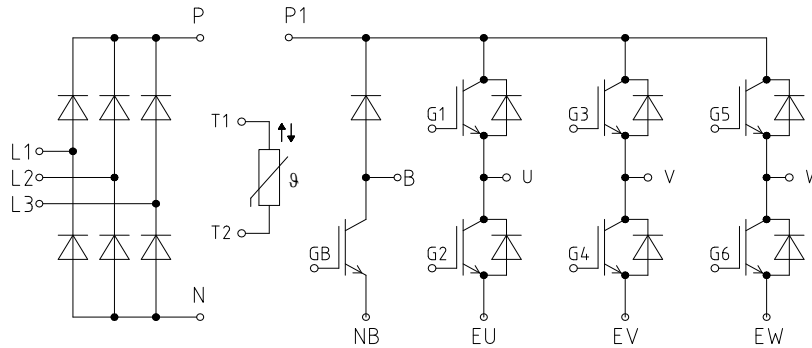 P P1
T1 G1 G3 G5
L1
L2 B U V W
L3 ϑ
T2 GB G2 G4 G6
N
NB EU EV EW